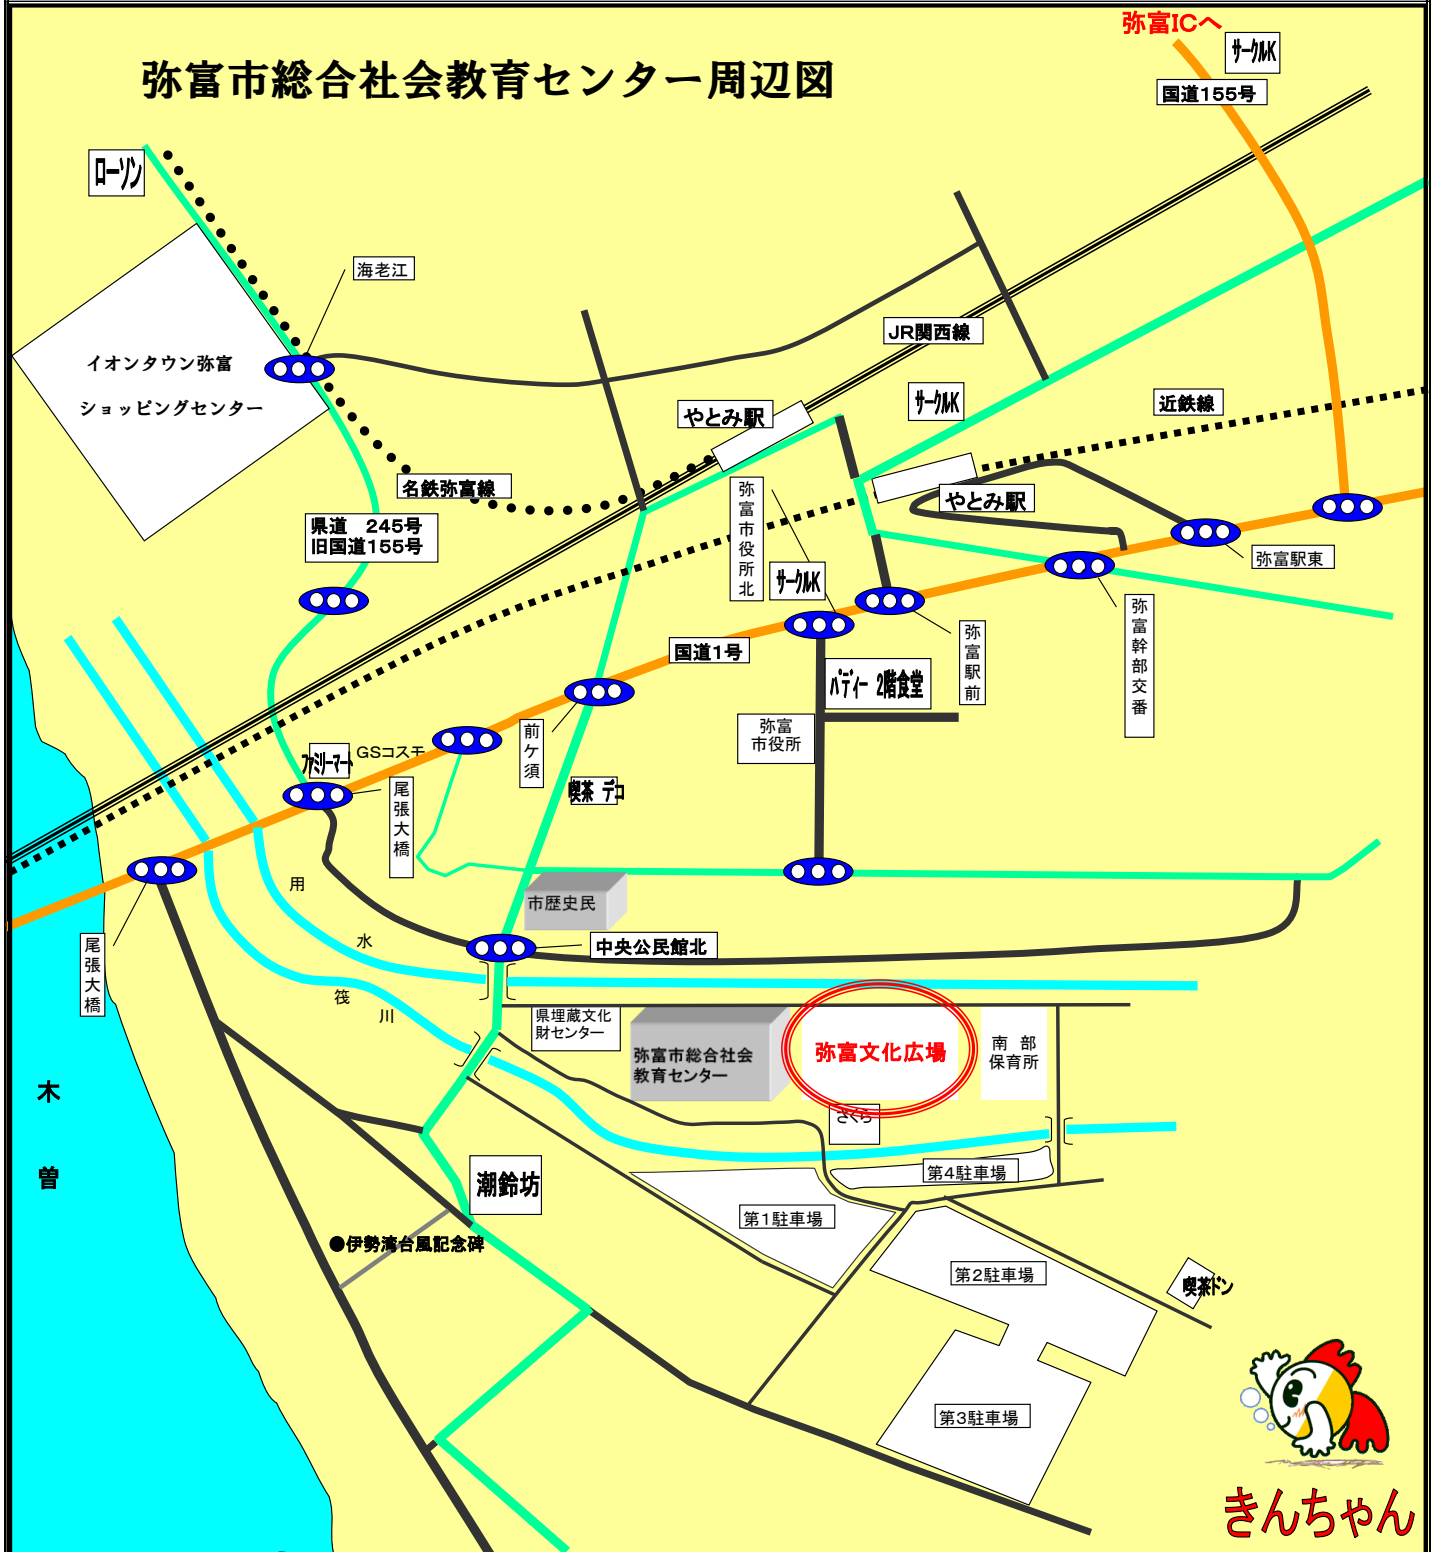 弥富ICへ
サークルK
弥富市総合社会教育センター周辺図
国道155号
ローソン
海老江
JR関西線
イオンタウン弥富
ショッピングセンター
サークルK
近鉄線
やとみ駅
名鉄弥富線
やとみ駅
弥富市役所北
県道　245号
旧国道155号
弥富駅東
サークルK
弥富幹部交番
弥富駅前
国道1号
バディー 2階食堂
弥富
市役所
前ケ須
GSコスモ
ファミリーマート
尾張大橋
喫茶 デコ
用
水
市歴史民
尾張大橋
中央公民館北
筏
川
県埋蔵文化
財センター
弥富市総合社会
教育センター
弥富文化広場
南 部
保育所
木
曽
さくら
第4駐車場
潮鈴坊
第1駐車場
●伊勢湾台風記念碑
第2駐車場
喫茶ドン
第3駐車場
きんちゃん